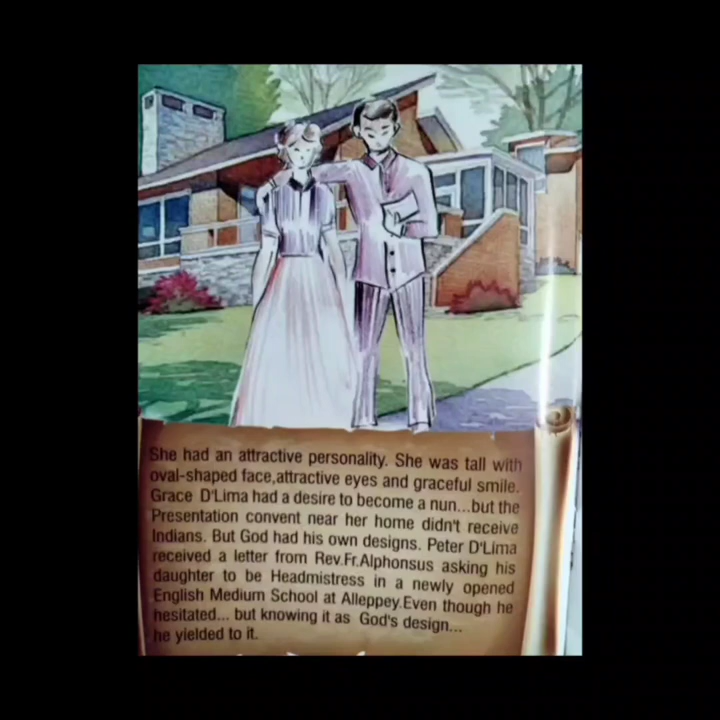 She had an attractive personality. She was tall with
oval-shaped face,attractive eyes and graceful smile.
Grace D'Lima had a desire to become a nun...but the
Presentation convent near her home didn't receive
Indians. But God had his own designs. Peter D'Lima
received a letter from Rev.Fr.Alphonsus asking his
daughter to be Headmistress in a newly opened
English Medium School at Alleppey.Even though he
hesitated... but knowing it as God's design...
he yielded to it.